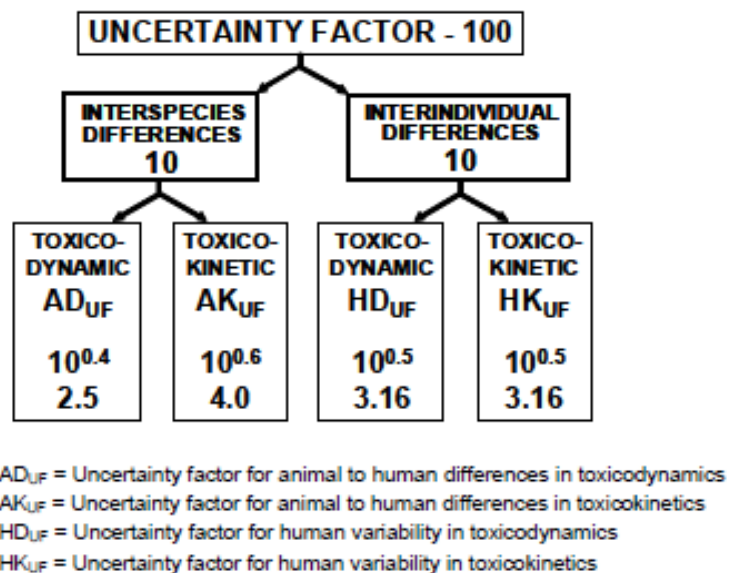 UNCERTAINTY FACTOR - 100
INTERSPECIES
DIFFERENCES
10
INTERINDIVIDUAL
DIFFERENCES
10
TOXICO-
DYNAMIC
AD_UF
10^0.4
2.5
TOXICO-
KINETIC
AK_UF
10^0.6
4.0
TOXICO-
DYNAMIC
HD_UF
10^0.5
3.16
TOXICO-
KINETIC
HK_UF
10^0.5
3.16
AD_UF = Uncertainty factor for animal to human differences in toxicodynamics
AK_UF = Uncertainty factor for animal to human differences in toxicokinetics
HD_UF = Uncertainty factor for human variability in toxicodynamics
HK_UF = Uncertainty factor for human variability in toxicokinetics